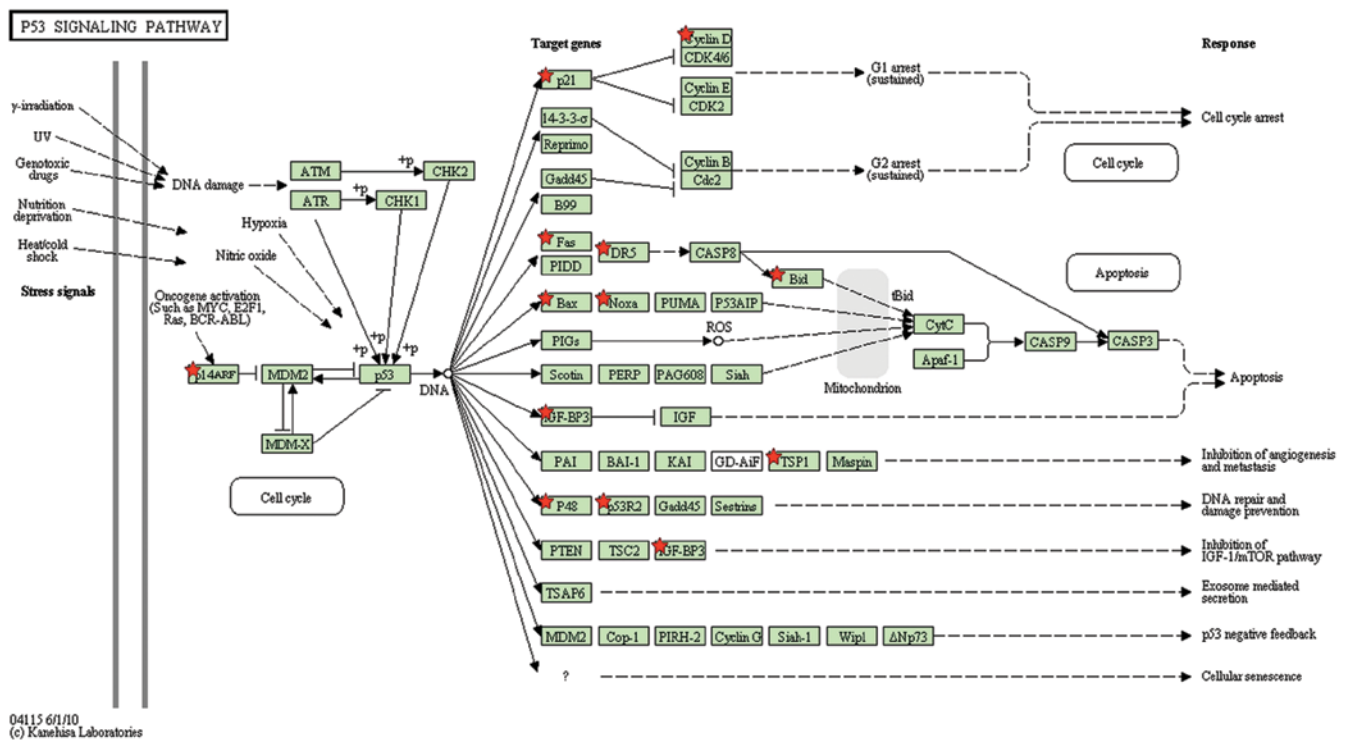 P53 SIGNALING PATHWAY
Target genes
Response
Cyclin D
CDK4/6
p21
G1 arrest
(sustained)
Cyclin E
CDK2
γ-irradiation
14-3-3-σ
Cell cycle arrest
UV
Reprimo
Genotoxic
drugs
DNA damage
ATM
+p
CHK2
Cyclin B
Cdc2
G2 arrest
(sustained)
Cell cycle
Gadd45
ATR
+p
CHK1
B99
Nutrition
deprivation
Hypoxia
Heat/cold
shock
Nitric oxide
Fas
DR5
CASP8
PIDD
Bid
Apoptosis
Stress signals
Oncogene activation
(Such as MYC, E2F1,
Ras, BCR-ABL)
Bax
Noxa
PUMA
P53AIP
tBid
CytC
ROS
+p
+p
+p
PIGs
CASP9
CASP3
Apaf-1
p14ARF
MDM2
p53
DNA
Scotin
PERP
PAG608
Siah
Mitochondrion
Apoptosis
IGF-BP3
IGF
MDM-X
PAI
BAI-1
KAI
GD-AiF
TSP1
Maspin
Inhibition of angiogenesis
and metastasis
Cell cycle
P48
p53R2
Gadd45
Sestrins
DNA repair and
damage prevention
PTEN
TSC2
IGF-BP3
Inhibition of
IGF-1/mTOR pathway
TSAP6
Exosome mediated
secretion
MDM2
Cop-1
PIRH-2
Cyclin G
Siah-1
Wip1
ΔNp73
p53 negative feedback
?
Cellular senescence
04115 6/1/10
(c) Kanehisa Laboratories